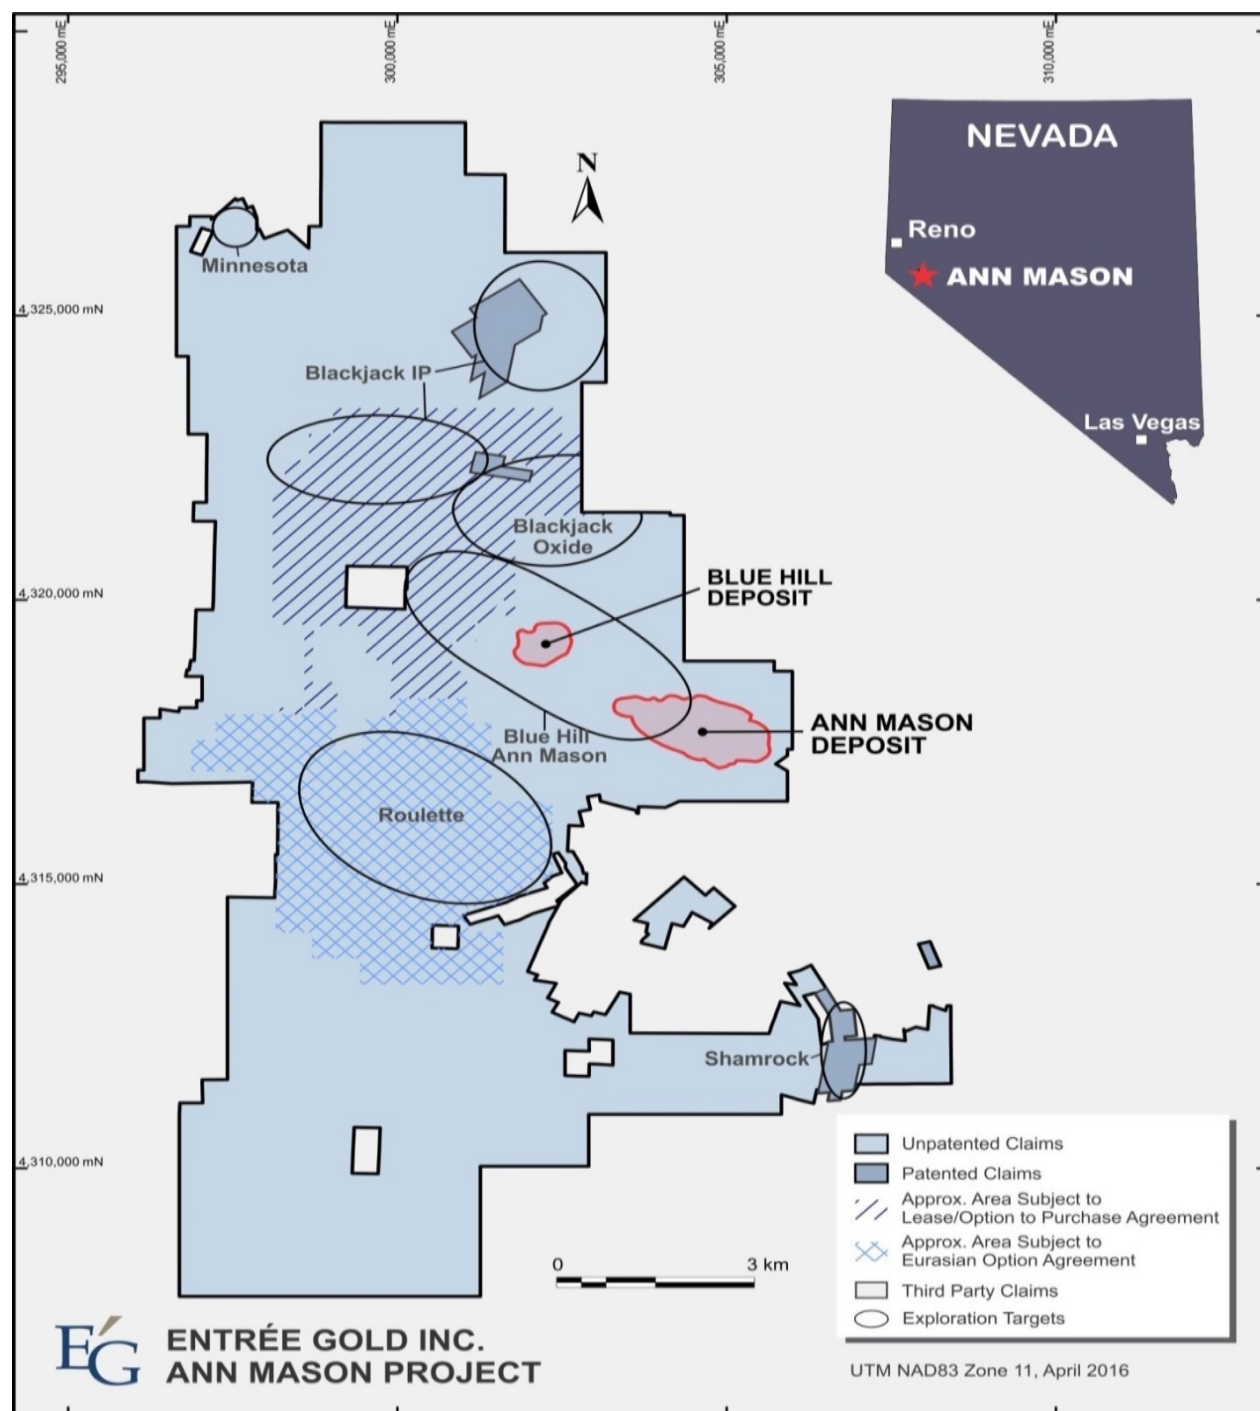 295,000 mE
300,000 mE
305,000 mE
310,000 mE
NEVADA
Reno
ANN MASON
Las Vegas
N
Minnesota
4,325,000 mN
Blackjack IP
Blackjack
Oxide
BLUE HILL
DEPOSIT
4,320,000 mN
ANN MASON
DEPOSIT
Blue Hill
Ann Mason
Roulette
4,315,000 mN
Shamrock
4,310,000 mN
Unpatented Claims
Patented Claims
Approx. Area Subject to
Lease/Option to Purchase Agreement
Approx. Area Subject to
Eurasian Option Agreement
Third Party Claims
Exploration Targets
0 3 km
EG
ENTRÉE GOLD INC.
ANN MASON PROJECT
UTM NAD83 Zone 11, April 2016